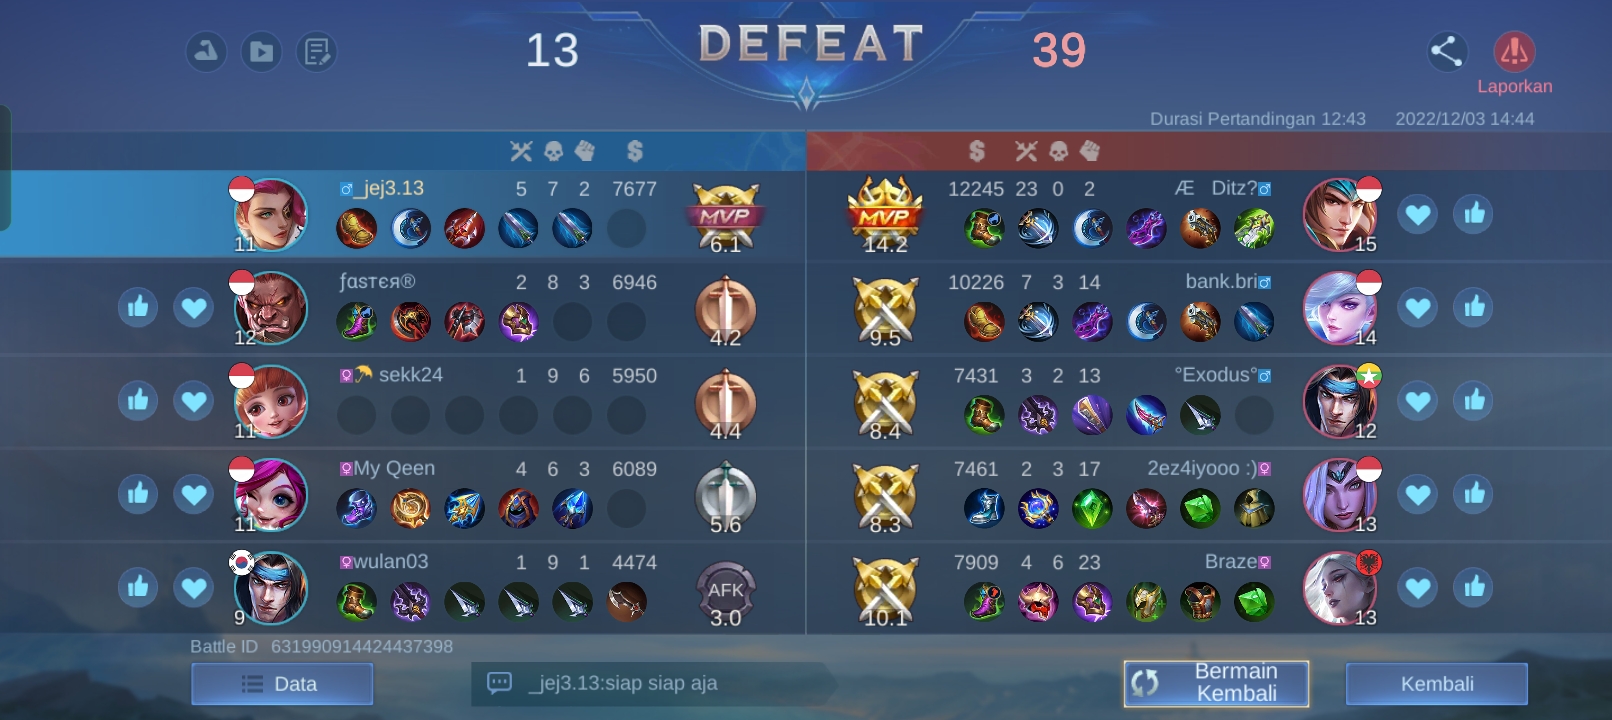 13 DEFEAT 39
Laporkan
Durasi Pertandingan 12:43 2022/12/03 14:44
_jej3.13 5 7 2 7677
11
MVP 6.1
MVP 14.2
12245 23 0 2 Æ Ditz?
15
ƒαѕтєя® 2 8 3 6946
12
4.2
9.5
10226 7 3 14 bank.bri
14
sekk24 1 9 6 5950
11
4.4
8.4
7431 3 2 13 °Exodus°
12
My Qeen 4 6 3 6089
11
5.6
8.3
7461 2 3 17 2ez4iyooo :)
13
wulan03 1 9 1 4474
9
AFK 3.0
10.1
7909 4 6 23 Braze
13
Battle ID 631990914424437398
Data
_jej3.13:siap siap aja
Bermain
Kembali
Kembali